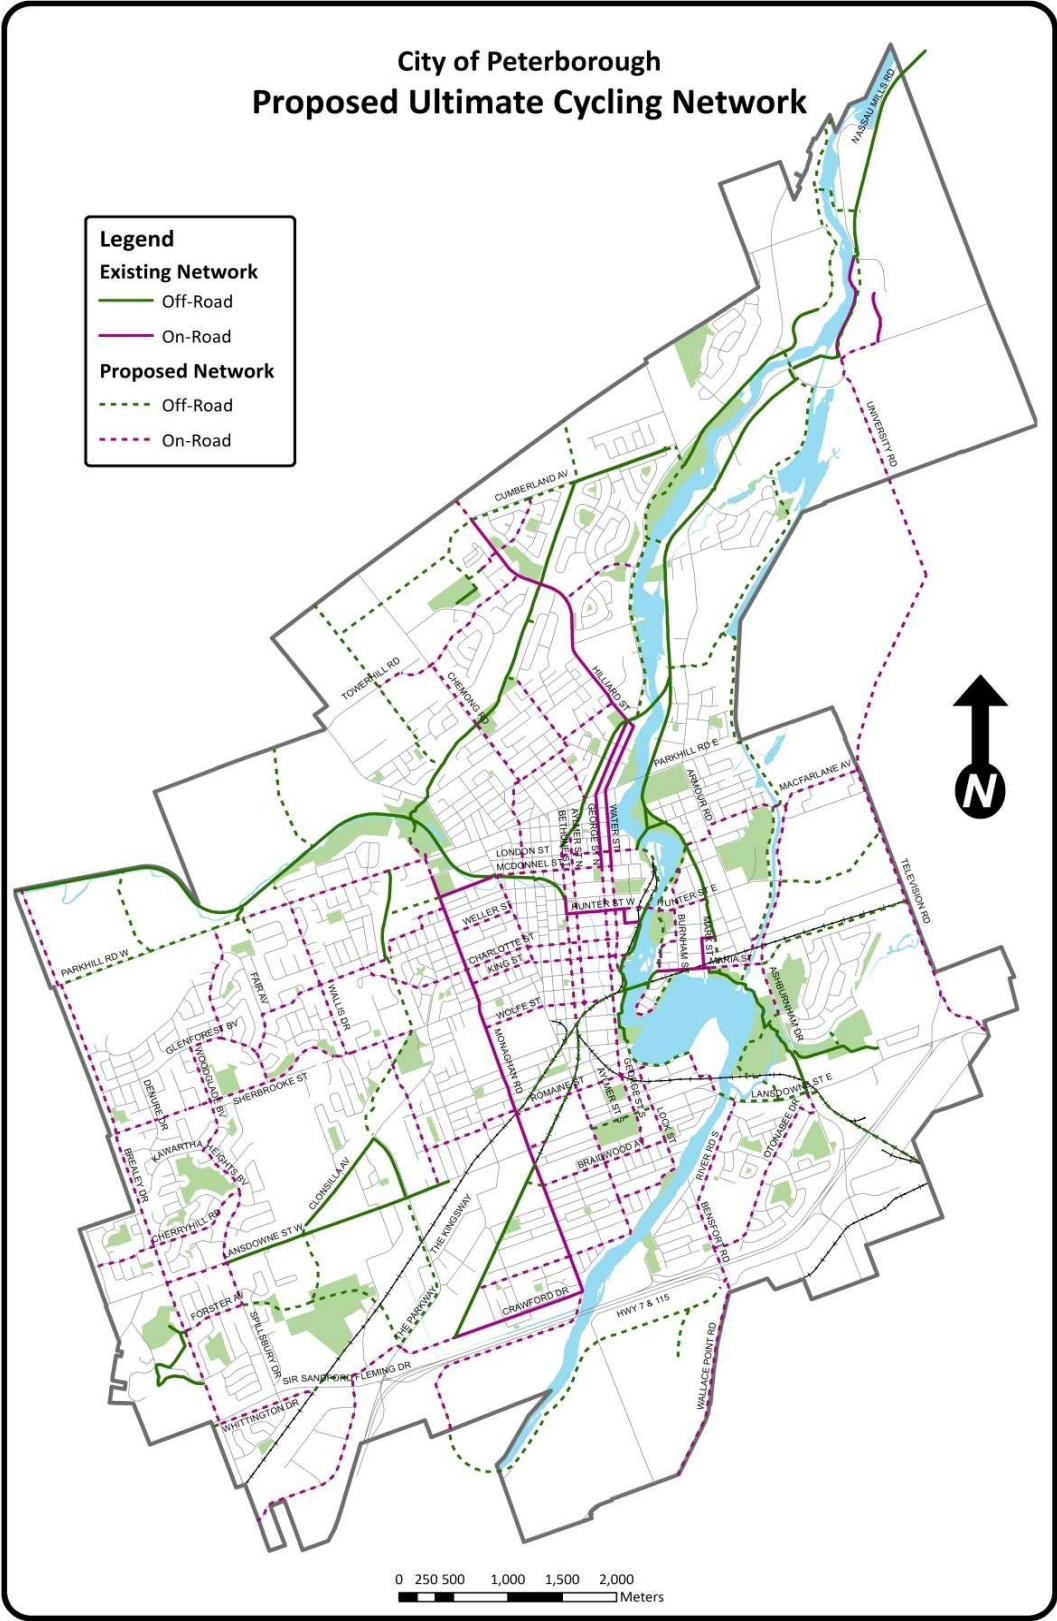 City of Peterborough
Proposed Ultimate Cycling Network
NASSAU MILLS RD
Legend
Existing Network
Off-Road
On-Road
Proposed Network
Off-Road
On-Road
UNIVERSITY RD
CUMBERLAND AV
TOWERHILL RD
CHEMONG RD
HILLIARD ST
PARKHILL RD E
ARMOUR RD
MACFARLANE AV
WATER ST
GEORGE ST N
AYLMER ST N
BETHUNE ST
LONDON ST
MCDONNEL ST
TELEVISION RD
HUNTER ST W
HUNTER ST E
WELLER ST
BURNHAM ST
MARK ST
CHARLOTTE ST
KING ST
MARIA ST
PARKHILL RD W
FAIR AV
WALLIS DR
ASHBURNHAM DR
WOLFE ST
GLENFOREST BV
WOODGLADE BV
MONAGHAN RD
SHERBROOKE ST
DENURE DR
ROMAINE ST
AYLMER ST S
GEORGE ST S
LANSDOWNE ST E
LOCK ST
OTONABEE DR
KAWARTHA HEIGHTS BV
BREALEY DR
BRAIDWOOD AV
RIVER RD S
CLONSILLA AV
CHERRYHILL RD
LANSDOWNE ST W
THE KINGSWAY
BENSFORT RD
FORSTER AV
CRAWFORD DR
HWY 7 & 115
THE PARKWAY
SPILLSBURY DR
SIR SANDFORD FLEMING DR
WALLACE POINT RD
WHITTINGTON DR
N
0 250 500 1,000 1,500 2,000
Meters